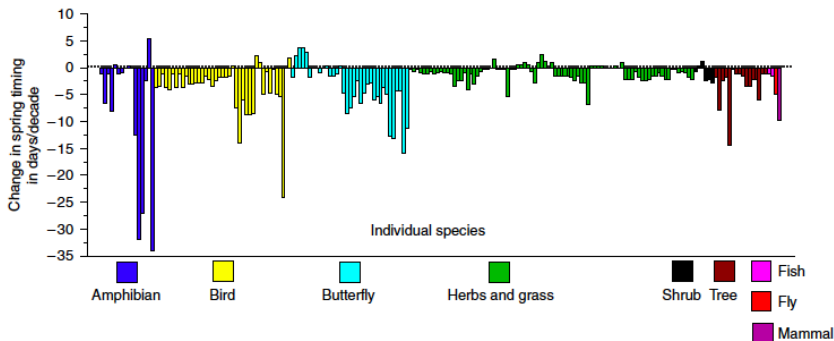 Change in spring timing
in days/decade
10
5
0
−5
−10
−15
−20
−25
−30
−35
Individual species
Amphibian
Bird
Butterfly
Herbs and grass
Shrub
Tree
Fish
Fly
Mammal